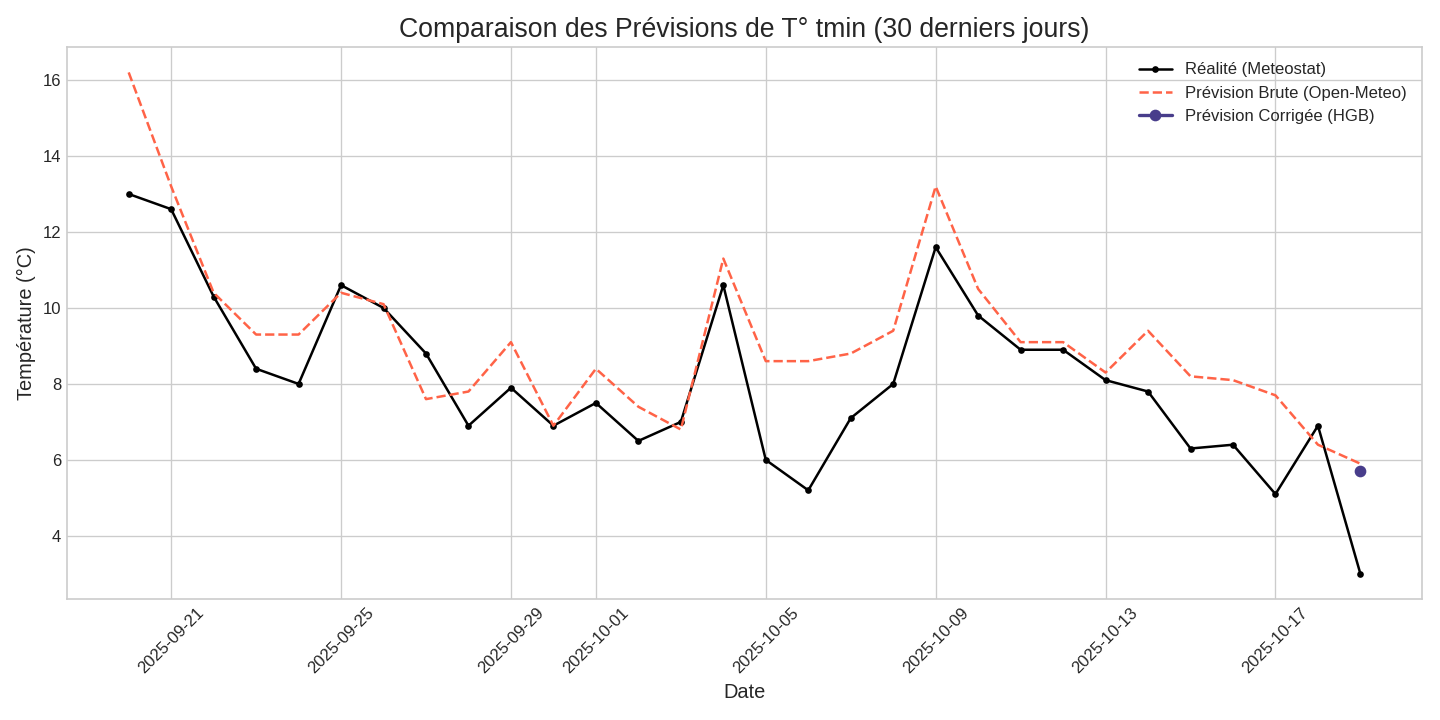 Comparaison des Prévisions de T° tmin (30 derniers jours)
Réalité (Meteostat)
Prévision Brute (Open-Meteo)
Prévision Corrigée (HGB)
Température (°C)
16
14
12
10
8
6
4
2025-09-21
2025-09-25
2025-09-29
2025-10-01
2025-10-05
2025-10-09
2025-10-13
2025-10-17
Date